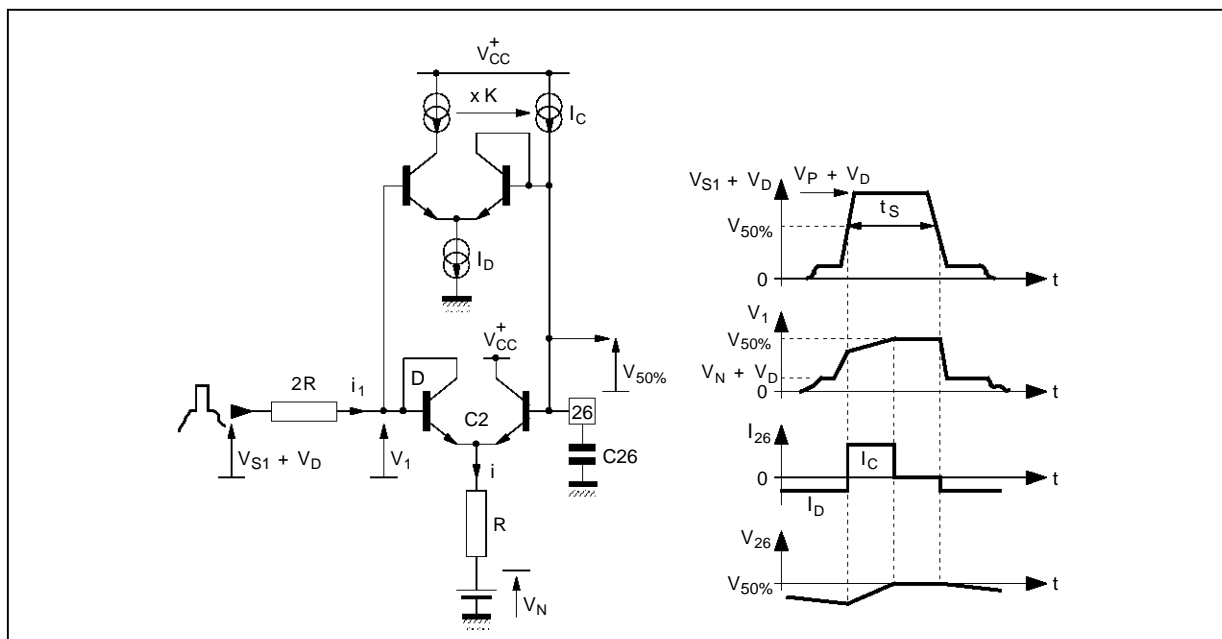 V+CC
x K
IC
ID
V+CC
V50%
2R
i1
D
C2
26
C26
VS1 + VD
V1
i
R
VN
VS1 + VD
VP + VD
tS
V50%
0
t
V1
V50%
VN + VD
0
t
I26
IC
0
ID
t
V26
V50%
t